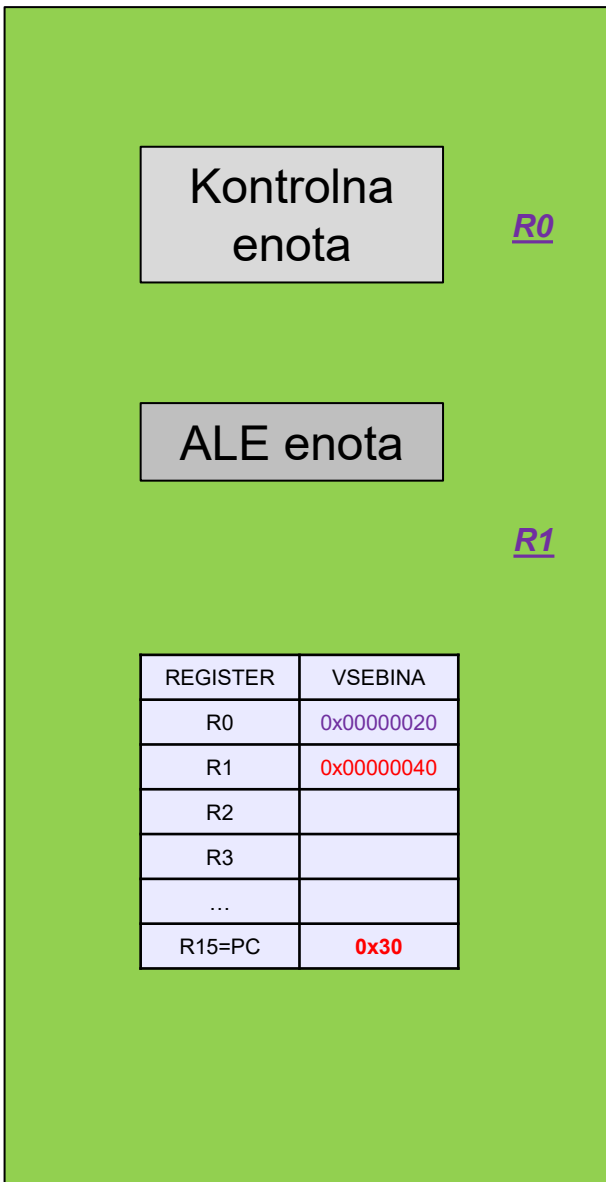 Kontrolna
enota
R0
ALE enota
R1
REGISTER VSEBINA
R0 0x00000020
R1 0x00000040
R2
R3
…
R15=PC 0x30